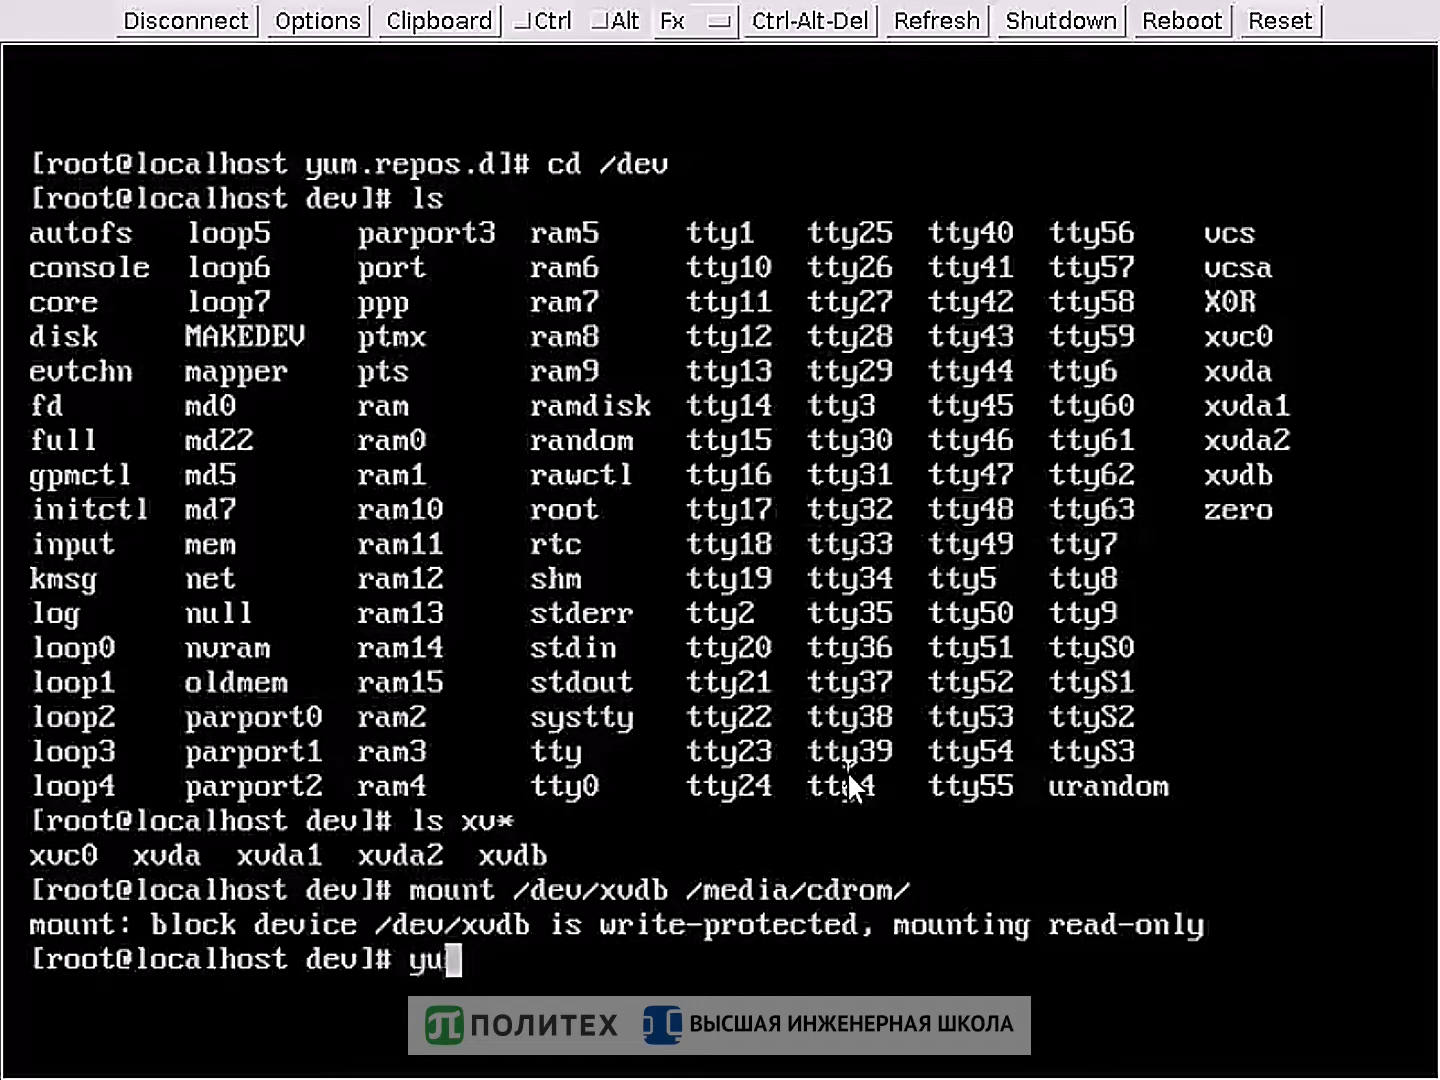 Disconnect Options Clipboard Ctrl Alt Fx Ctrl-Alt-Del Refresh Shutdown Reboot Reset
[root@localhost yum.repos.d]# cd /dev
[root@localhost dev]# ls
autofs loop5 parport3 ram5 tty1 tty25 tty40 tty56 vcs
console loop6 port ram6 tty10 tty26 tty41 tty57 vcsa
core loop7 ppp ram7 tty11 tty27 tty42 tty58 X0R
disk MAKEDEV ptmx ram8 tty12 tty28 tty43 tty59 xvc0
evtchn mapper pts ram9 tty13 tty29 tty44 tty6 xvda
fd md0 ram ramdisk tty14 tty3 tty45 tty60 xvda1
full md22 ram0 random tty15 tty30 tty46 tty61 xvda2
gpmctl md5 ram1 rawctl tty16 tty31 tty47 tty62 xvdb
initctl md7 ram10 root tty17 tty32 tty48 tty63 zero
input mem ram11 rtc tty18 tty33 tty49 tty7
kmsg net ram12 shm tty19 tty34 tty5 tty8
log null ram13 stderr tty2 tty35 tty50 tty9
loop0 nvram ram14 stdin tty20 tty36 tty51 ttyS0
loop1 oldmem ram15 stdout tty21 tty37 tty52 ttyS1
loop2 parport0 ram2 systty tty22 tty38 tty53 ttyS2
loop3 parport1 ram3 tty tty23 tty39 tty54 ttyS3
loop4 parport2 ram4 tty0 tty24 tty4 tty55 urandom
[root@localhost dev]# ls xv*
xvc0 xvda xvda1 xvda2 xvdb
[root@localhost dev]# mount /dev/xvdb /media/cdrom/
mount: block device /dev/xvdb is write-protected, mounting read-only
[root@localhost dev]# yu
ПОЛИТЕХ ВЫСШАЯ ИНЖЕНЕРНАЯ ШКОЛА